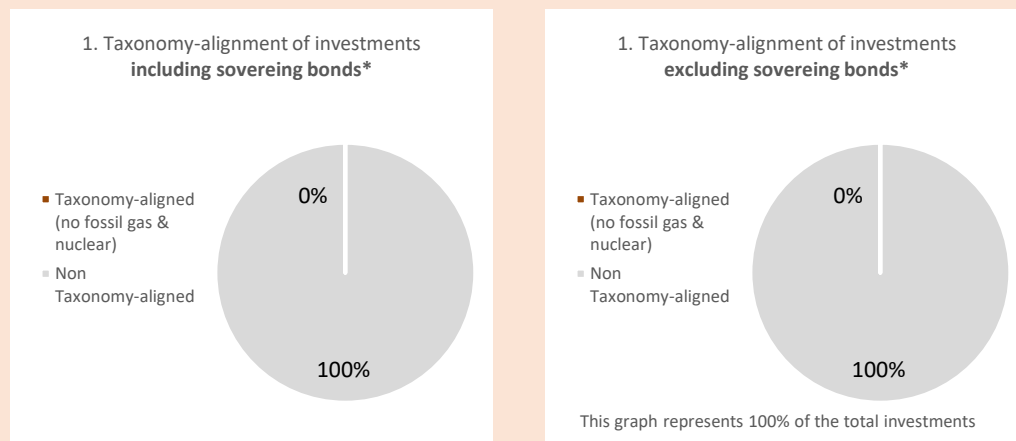 1. Taxonomy-alignment of investments
including sovereing bonds*
Taxonomy-aligned
(no fossil gas &
nuclear)
Non
Taxonomy-aligned
0%
100%
1. Taxonomy-alignment of investments
excluding sovereing bonds*
Taxonomy-aligned
(no fossil gas &
nuclear)
Non
Taxonomy-aligned
0%
100%
This graph represents 100% of the total investments